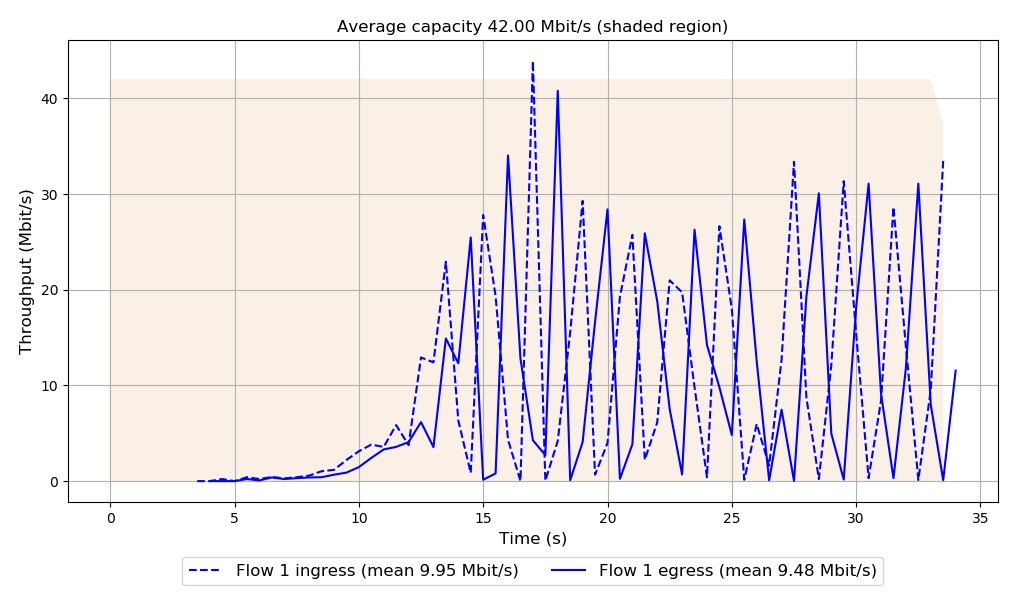 Average capacity 42.00 Mbit/s (shaded region)
Throughput (Mbit/s)
40
30
20
10
0
0 5 10 15 20 25 30 35
Time (s)
Flow 1 ingress (mean 9.95 Mbit/s) Flow 1 egress (mean 9.48 Mbit/s)